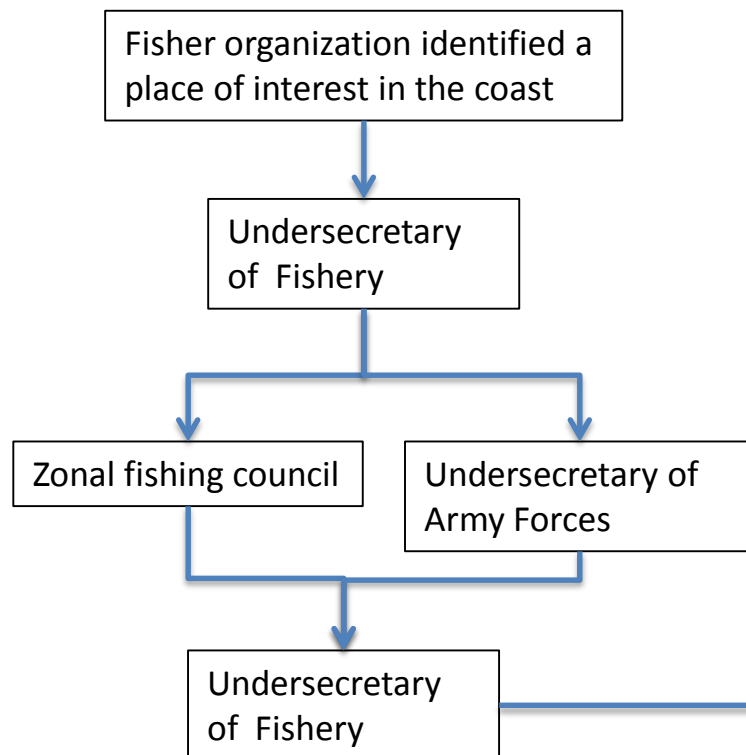 Fisher organization identified a
place of interest in the coast
Undersecretary
of  Fishery
Zonal fishing council
Undersecretary of
Army Forces
Undersecretary
of  Fishery